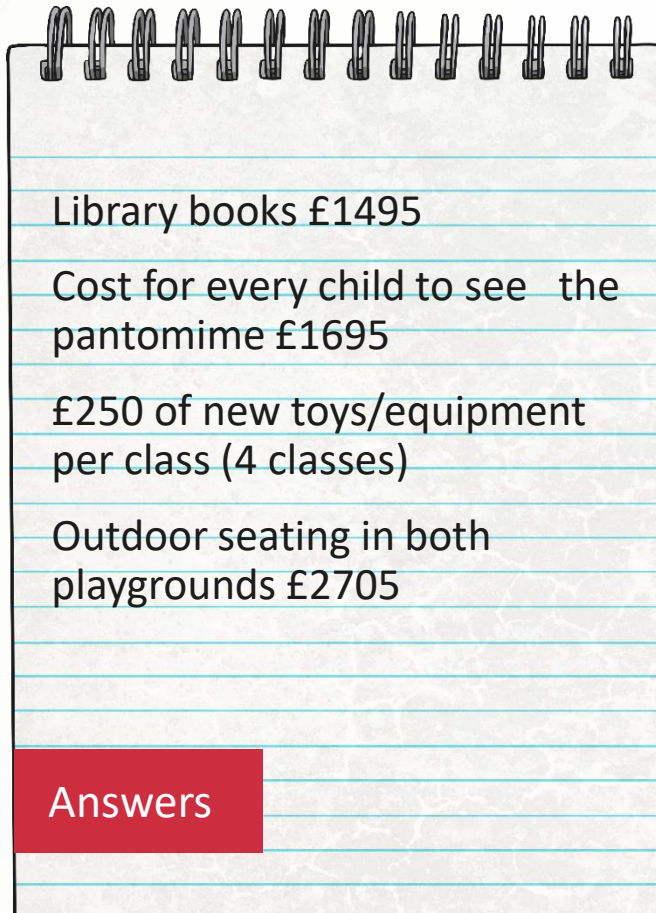 Library books £1495
Cost for every child to see the
pantomime £1695
£250 of new toys/equipment
per class (4 classes)
Outdoor seating in both
playgrounds £2705
Answers